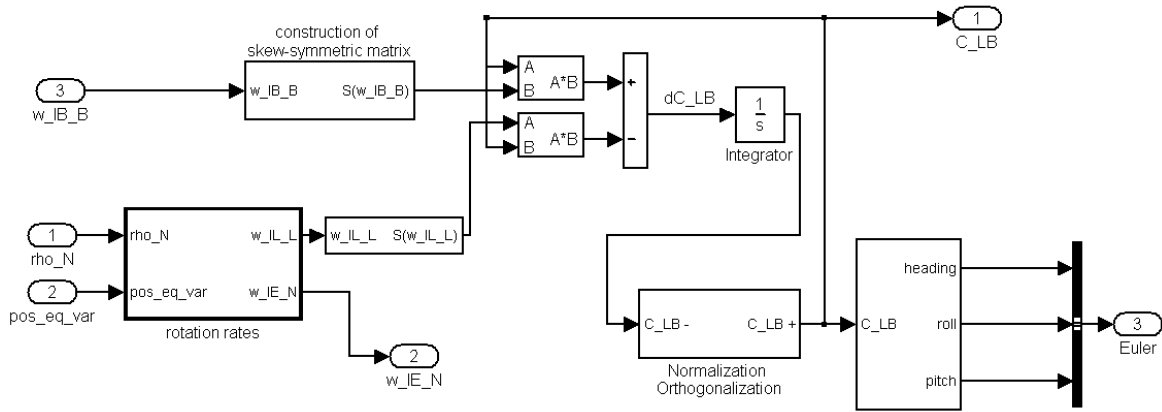 construction of
skew-symmetric matrix
3
w_IB_B
w_IB_B
S(w_IB_B)
A
B
A*B
A
B
A*B
+
−
dC_LB
1
s
Integrator
1
C_LB
1
rho_N
2
pos_eq_var
rho_N
pos_eq_var
w_IL_L
w_IE_N
rotation rates
w_IL_L
S(w_IL_L)
2
w_IE_N
C_LB -
C_LB +
Normalization
Orthogonalization
C_LB
heading
roll
pitch
3
Euler